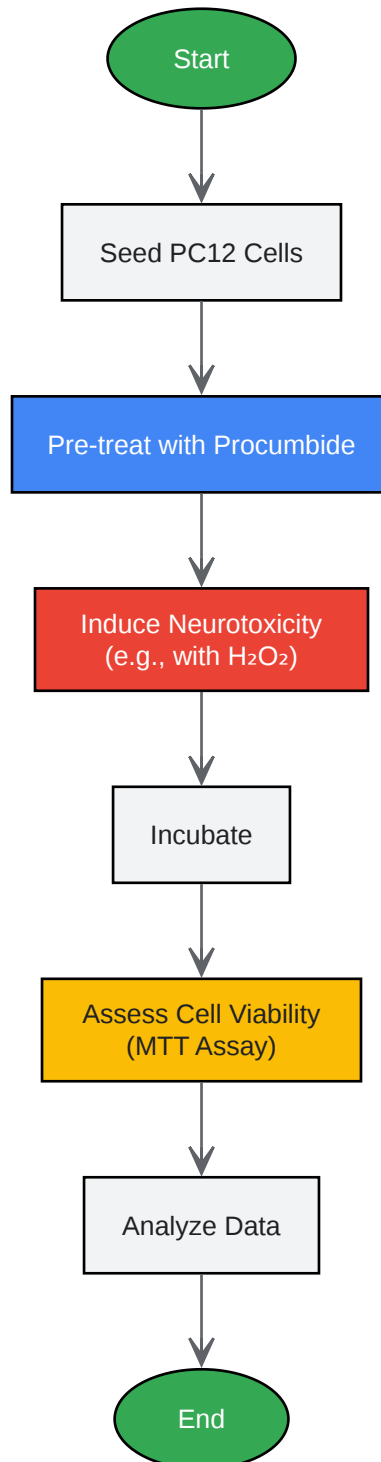 Start
Seed PC12 Cells
Pre-treat with Procumbide
Induce Neurotoxicity
(e.g., with H₂O₂)
Incubate
Assess Cell Viability
(MTT Assay)
Analyze Data
End